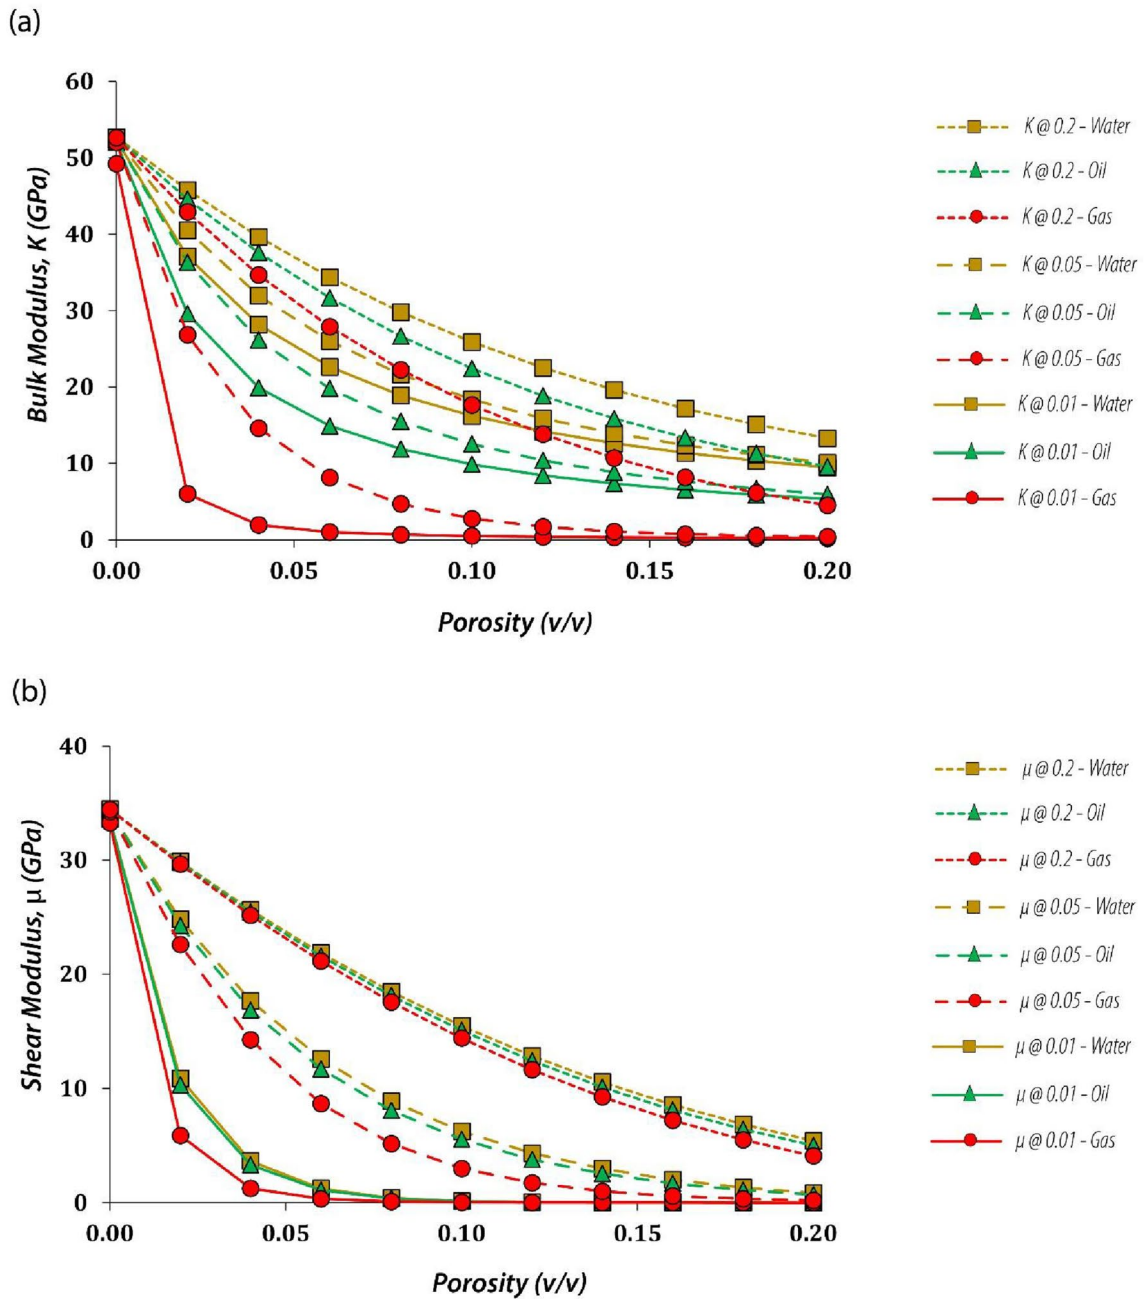 (a)
60
50
40
30
20
10
0
Bulk Modulus, K (GPa)
0.00 0.05 0.10 0.15 0.20
Porosity (v/v)
K @ 0.2 - Water
K @ 0.2 - Oil
K @ 0.2 - Gas
K @ 0.05 - Water
K @ 0.05 - Oil
K @ 0.05 - Gas
K @ 0.01 - Water
K @ 0.01 - Oil
K @ 0.01 - Gas
(b)
40
30
20
10
0
Shear Modulus, μ (GPa)
0.00 0.05 0.10 0.15 0.20
Porosity (v/v)
μ @ 0.2 - Water
μ @ 0.2 - Oil
μ @ 0.2 - Gas
μ @ 0.05 - Water
μ @ 0.05 - Oil
μ @ 0.05 - Gas
μ @ 0.01 - Water
μ @ 0.01 - Oil
μ @ 0.01 - Gas